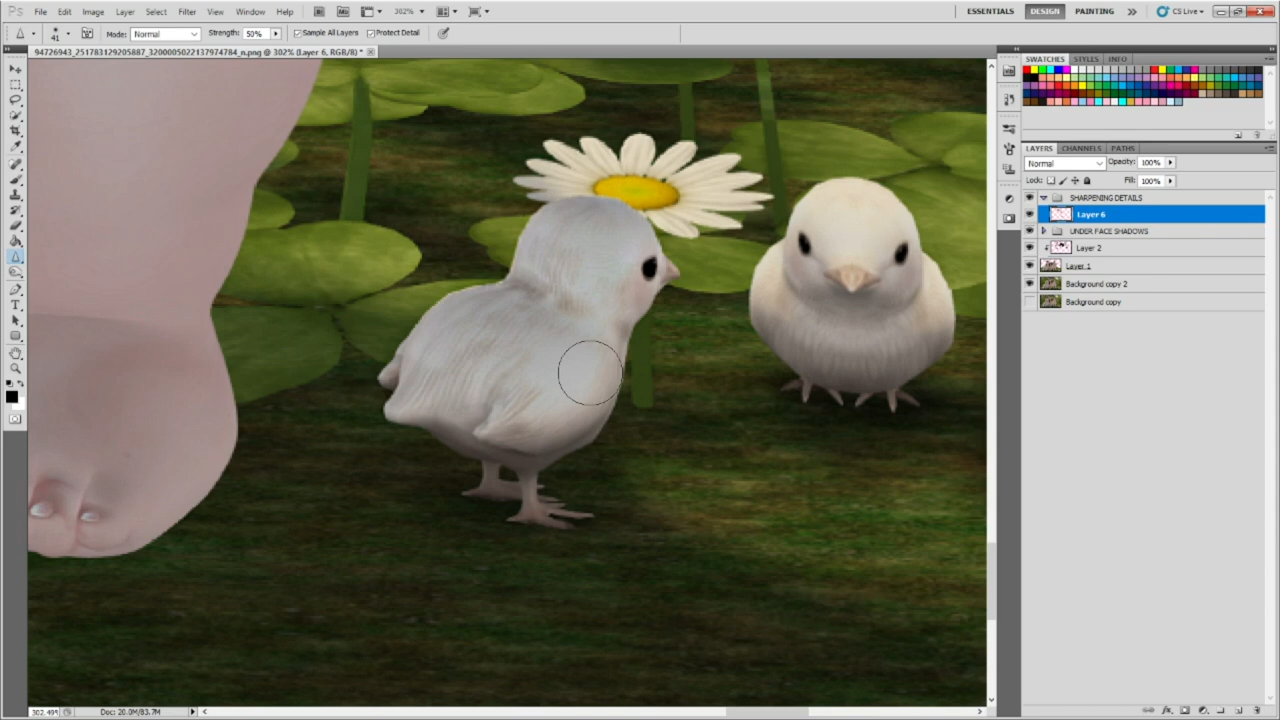 Ps File Edit Image Layer Select Filter View Window Help Br Mb 302% ESSENTIALS DESIGN PAINTING CS Live
41 Mode: Normal Strength: 50% Sample All Layers Protect Detail
94726943_251783129205887_3200005022137974784_n.png @ 302% (Layer 6, RGB/8) *
SWATCHES STYLES INFO
LAYERS CHANNELS PATHS
Normal Opacity: 100%
Lock: Fill: 100%
SHARPENING DETAILS
Layer 6
UNDER FACE SHADOWS
Layer 2
Layer 1
Background copy 2
Background copy
302.49% Doc: 20.0M/83.7M